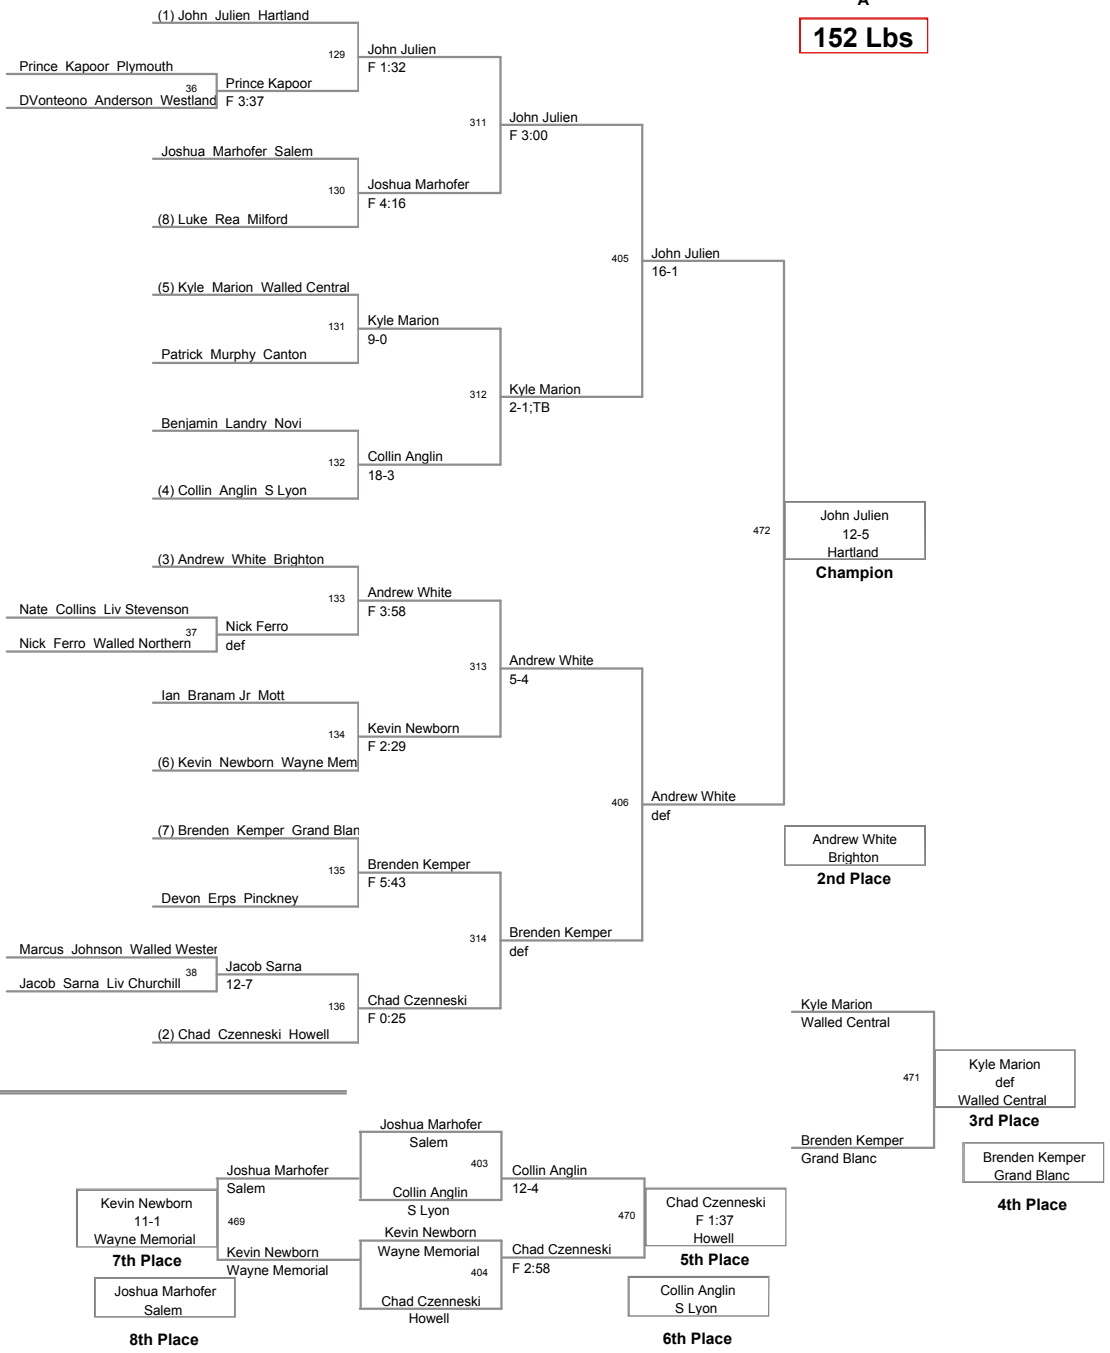 A
152 Lbs
(1) John Julien Hartland
129
John Julien
F 1:32
Prince Kapoor Plymouth
36
Prince Kapoor
F 3:37
DVonteono Anderson Westland
311
John Julien
F 3:00
Joshua Marhofer Salem
130
Joshua Marhofer
F 4:16
(8) Luke Rea Milford
405
John Julien
16-1
(5) Kyle Marion Walled Central
131
Kyle Marion
9-0
Patrick Murphy Canton
312
Kyle Marion
2-1;TB
Benjamin Landry Novi
132
Collin Anglin
18-3
(4) Collin Anglin S Lyon
472
John Julien
12-5
Hartland
Champion
(3) Andrew White Brighton
133
Andrew White
F 3:58
Nate Collins Liv Stevenson
37
Nick Ferro
def
Nick Ferro Walled Northern
313
Andrew White
5-4
Ian Branam Jr Mott
134
Kevin Newborn
F 2:29
(6) Kevin Newborn Wayne Mem
406
Andrew White
def
(7) Brenden Kemper Grand Blan
135
Brenden Kemper
F 5:43
Devon Erps Pinckney
Andrew White
Brighton
2nd Place
314
Brenden Kemper
def
Marcus Johnson Walled Wester
38
Jacob Sarna
12-7
Jacob Sarna Liv Churchill
136
Chad Czenneski
F 0:25
(2) Chad Czenneski Howell
Kyle Marion
Walled Central
471
Kyle Marion
def
Walled Central
3rd Place
Brenden Kemper
Grand Blanc
Brenden Kemper
Grand Blanc
4th Place
Joshua Marhofer
Salem
403
Collin Anglin
S Lyon
Collin Anglin
12-4
Joshua Marhofer
Salem
469
Kevin Newborn
Wayne Memorial
Kevin Newborn
11-1
Wayne Memorial
7th Place
Joshua Marhofer
Salem
8th Place
Kevin Newborn
Wayne Memorial
404
Chad Czenneski
Howell
Chad Czenneski
F 2:58
470
Chad Czenneski
F 1:37
Howell
5th Place
Collin Anglin
S Lyon
6th Place